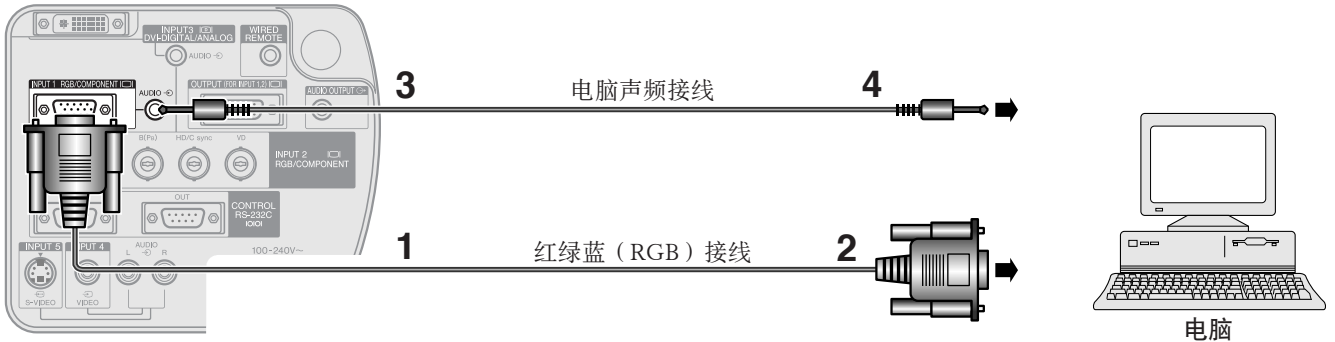 INPUT3
DVI-DIGITAL/ANALOG
WIRED
REMOTE
AUDIO
INPUT 1 RGB/COMPONENT
AUDIO
OUTPUT (FOR INPUT 1,2)
AUDIO OUTPUT
3
电脑声频接线
4
B(PB)
HD/C sync
VD
INPUT 2
RGB/COMPONENT
OUT
CONTROL
RS-232C
IOIOI
INPUT 5
INPUT 4
L
AUDIO
R
100-240V~
1
红绿蓝（RGB）接线
2
S-VIDEO
VIDEO
电脑